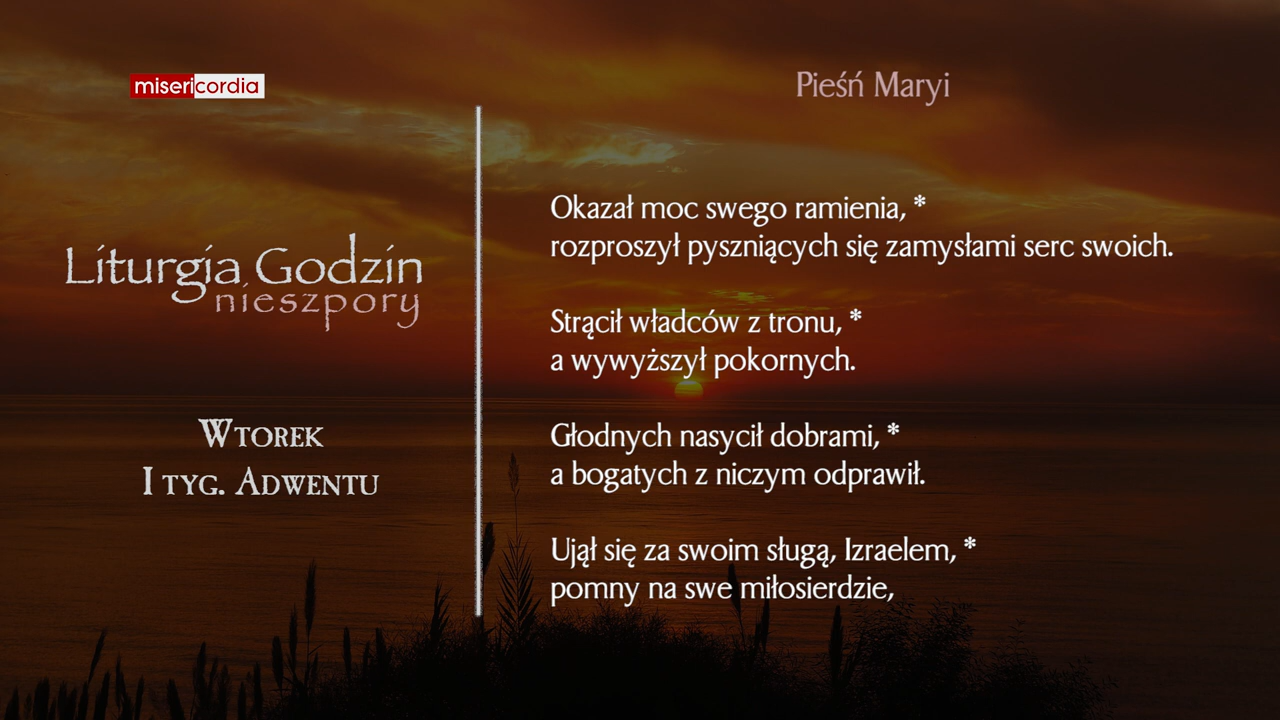 misericordia
Liturgia Godzin
nieszpory
Wtorek
I tyg. Adwentu
Pieśń Maryi
Okazał moc swego ramienia, *
rozproszył pyszniących się zamysłami serc swoich.
Strącił władców z tronu, *
a wywyższył pokornych.
Głodnych nasycił dobrami, *
a bogatych z niczym odprawił.
Ujął się za swoim sługą, Izraelem, *
pomny na swe miłosierdzie,